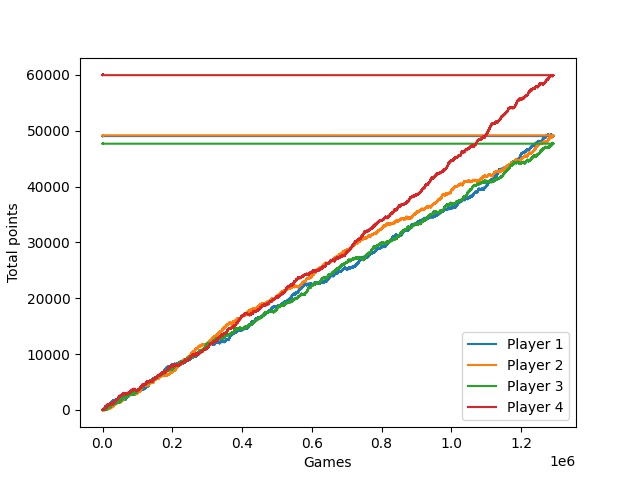 60000
50000
40000
30000
20000
10000
0
Total points
0.0 0.2 0.4 0.6 0.8 1.0 1.2
1e6
Games
Player 1
Player 2
Player 3
Player 4